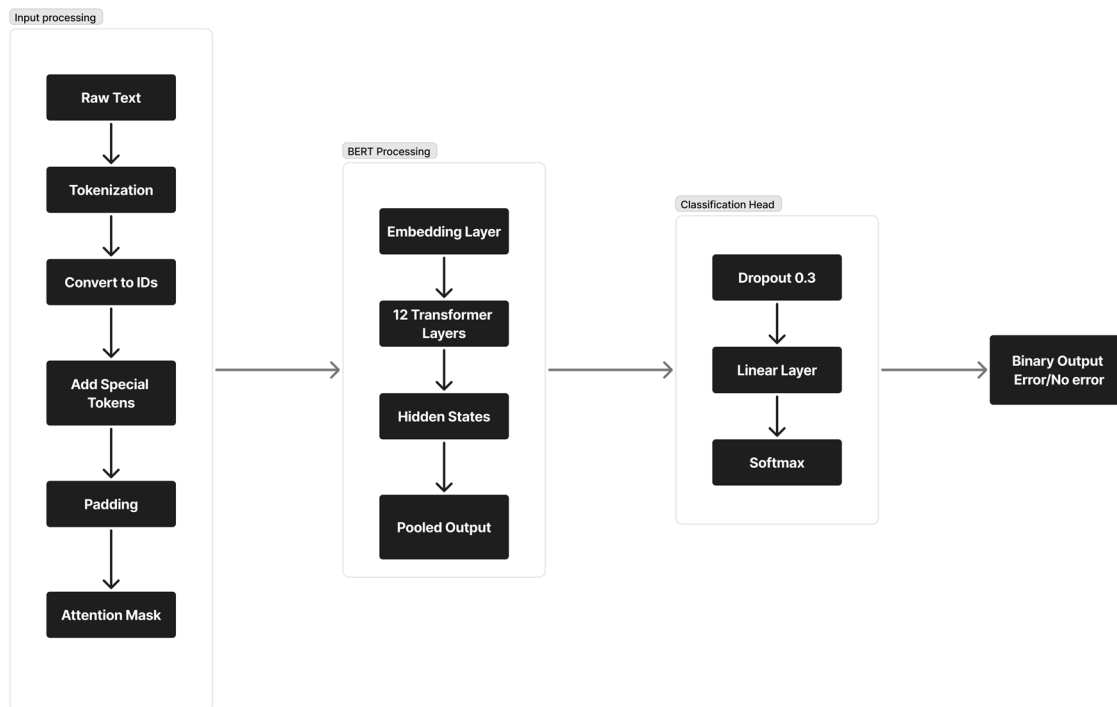 Input processing
Raw Text
Tokenization
Convert to IDs
Add Special
Tokens
Padding
Attention Mask
BERT Processing
Embedding Layer
12 Transformer
Layers
Hidden States
Pooled Output
Classification Head
Dropout 0.3
Linear Layer
Softmax
Binary Output
Error/No error